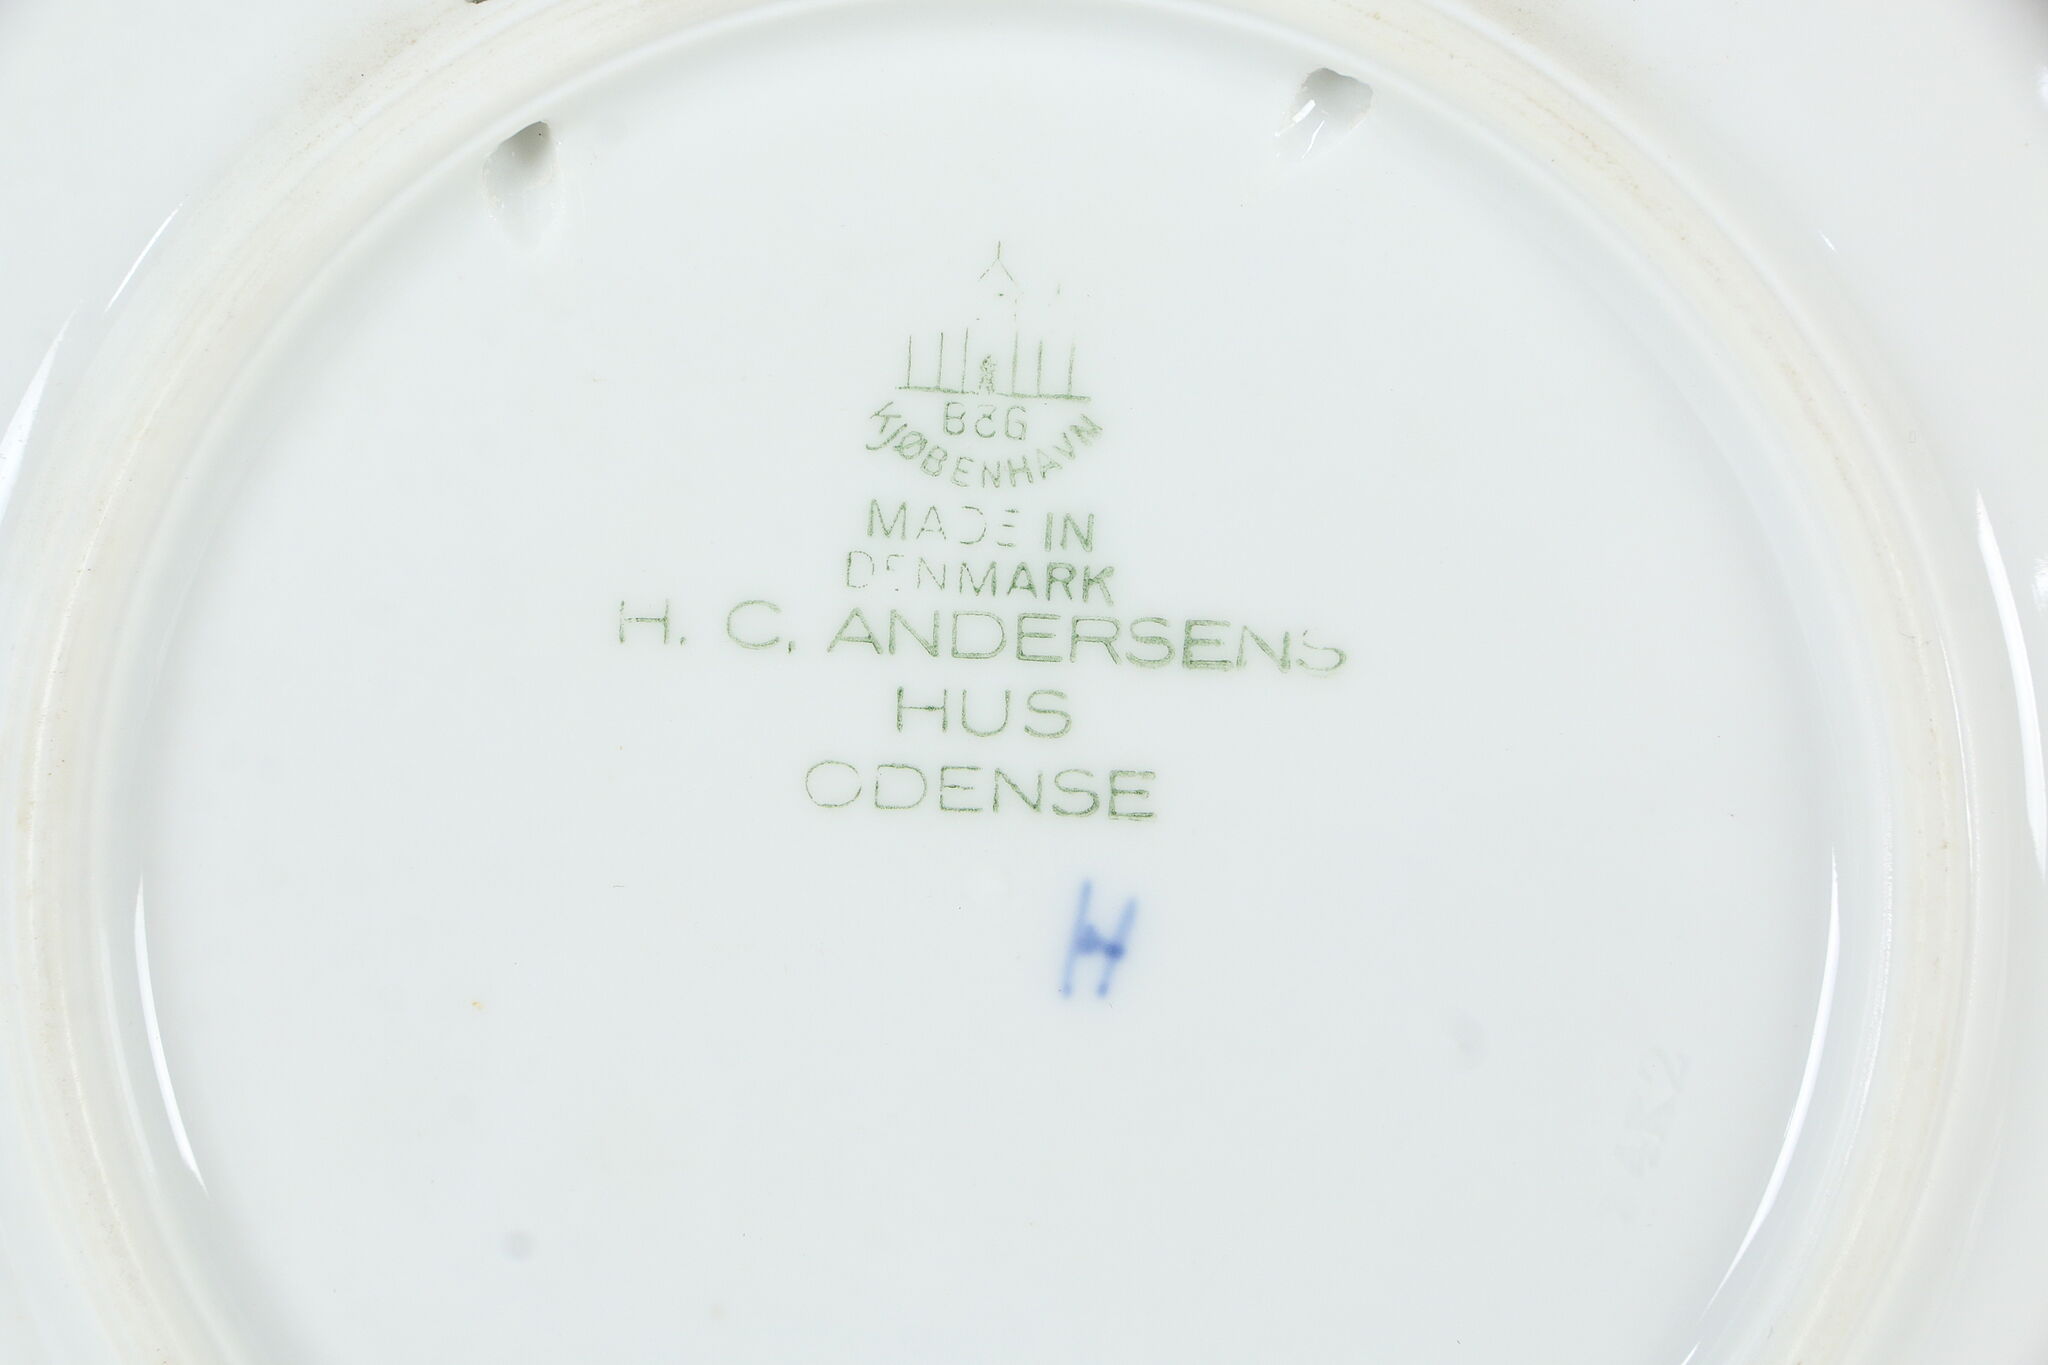 B&G
KJØBENHAVN
MADE IN
DENMARK
H. C. ANDERSENS
HUS
ODENSE
H